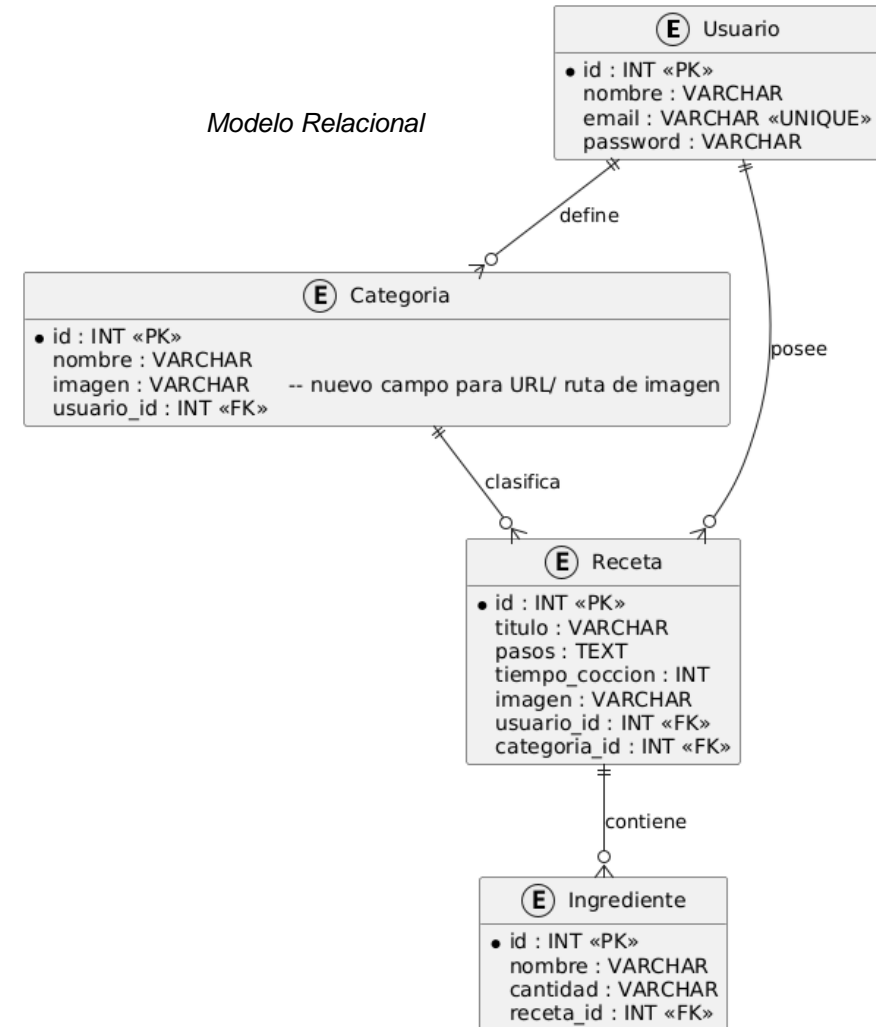 E Usuario
id : INT «PK»
nombre : VARCHAR
email : VARCHAR «UNIQUE»
password : VARCHAR
Modelo Relacional
define
E Categoria
id : INT «PK»
nombre : VARCHAR
imagen : VARCHAR -- nuevo campo para URL/ ruta de imagen
usuario_id : INT «FK»
posee
clasifica
E Receta
id : INT «PK»
titulo : VARCHAR
pasos : TEXT
tiempo_coccion : INT
imagen : VARCHAR
usuario_id : INT «FK»
categoria_id : INT «FK»
contiene
E Ingrediente
id : INT «PK»
nombre : VARCHAR
cantidad : VARCHAR
receta_id : INT «FK»